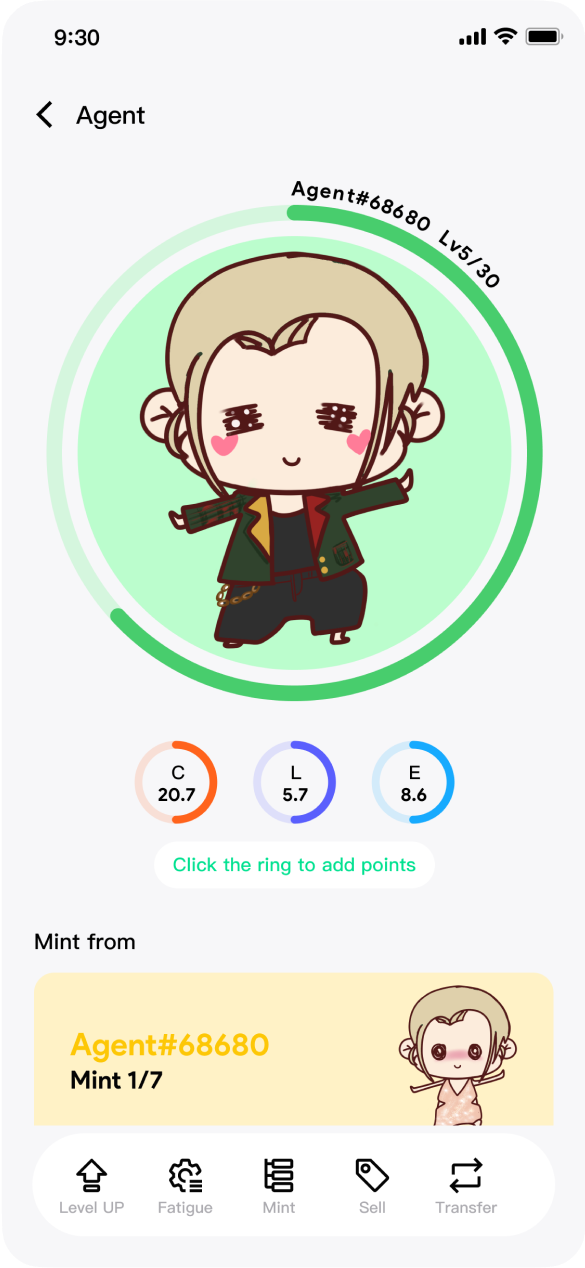 9:30
Agent
Agent#68680 Lv5/30
C
20.7
L
5.7
E
8.6
Click the ring to add points
Mint from
Agent#68680
Mint 1/7
Level UP
Fatigue
Mint
Sell
Transfer